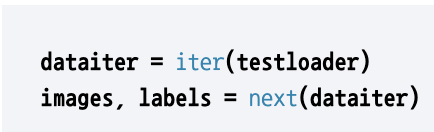 dataiter = iter(testloader)
images, labels = next(dataiter)